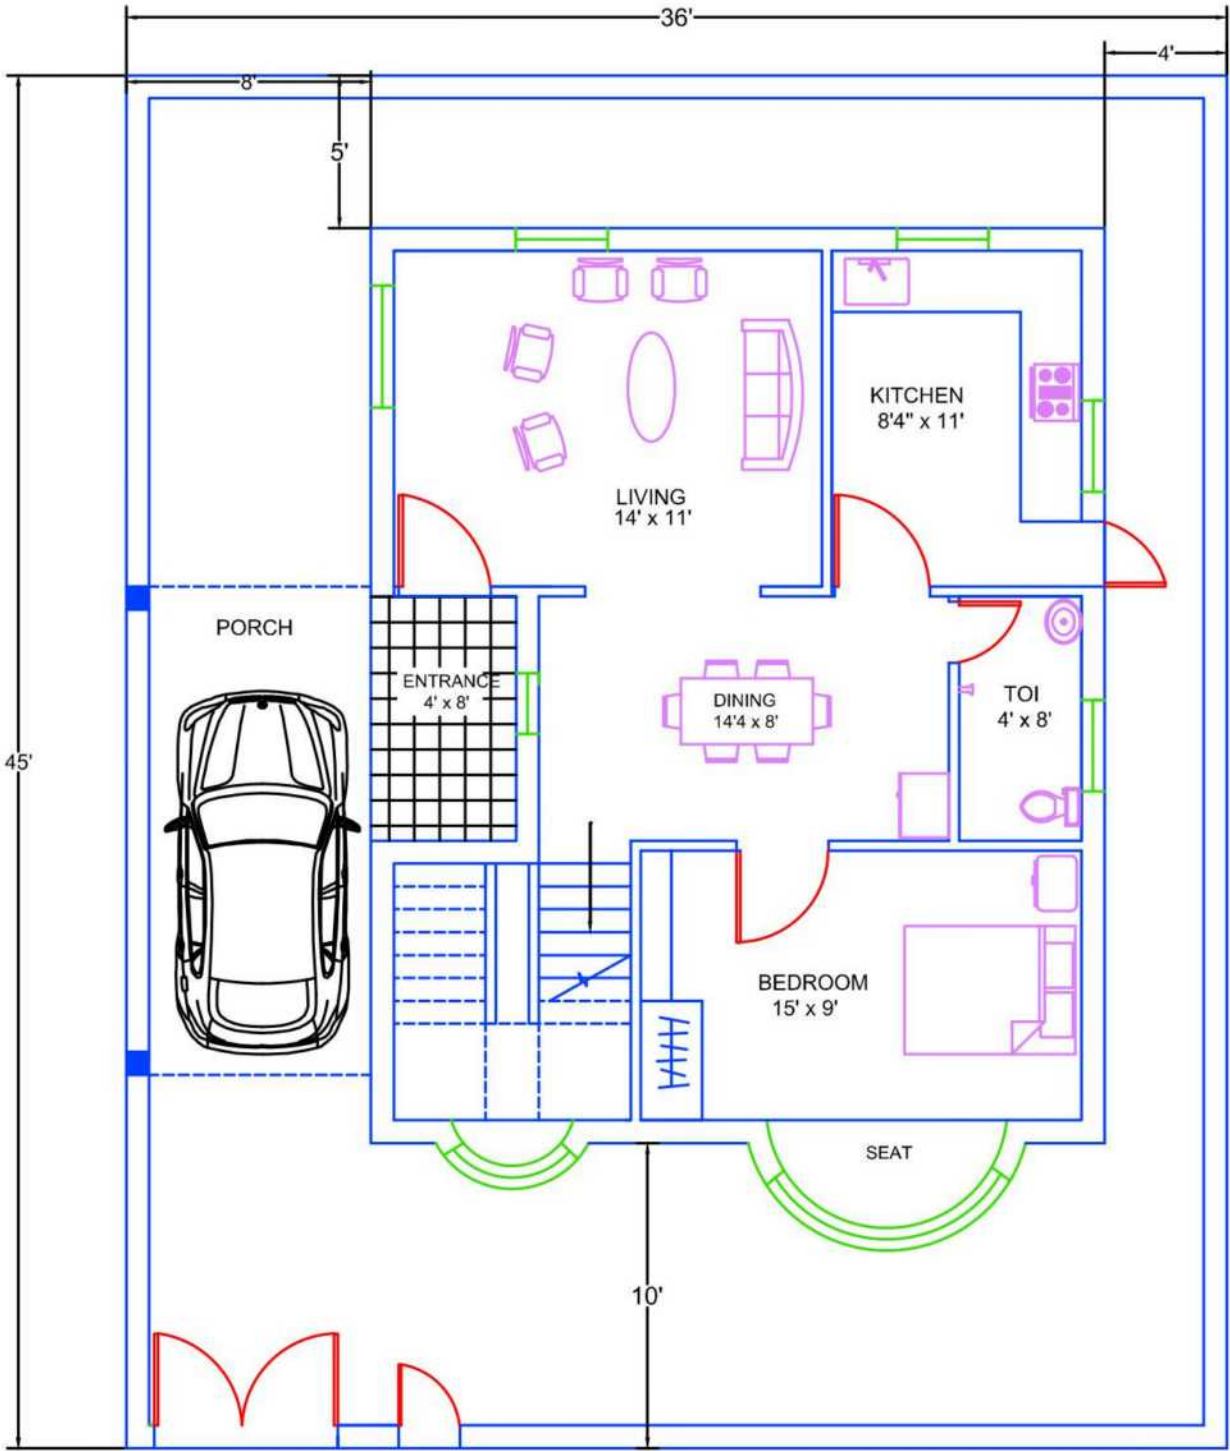 36'
4'
8'
5'
KITCHEN
8'4" x 11'
LIVING
14' x 11'
PORCH
ENTRANCE
4' x 8'
DINING
14'4 x 8'
TOI
4' x 8'
45'
BEDROOM
15' x 9'
SEAT
10'